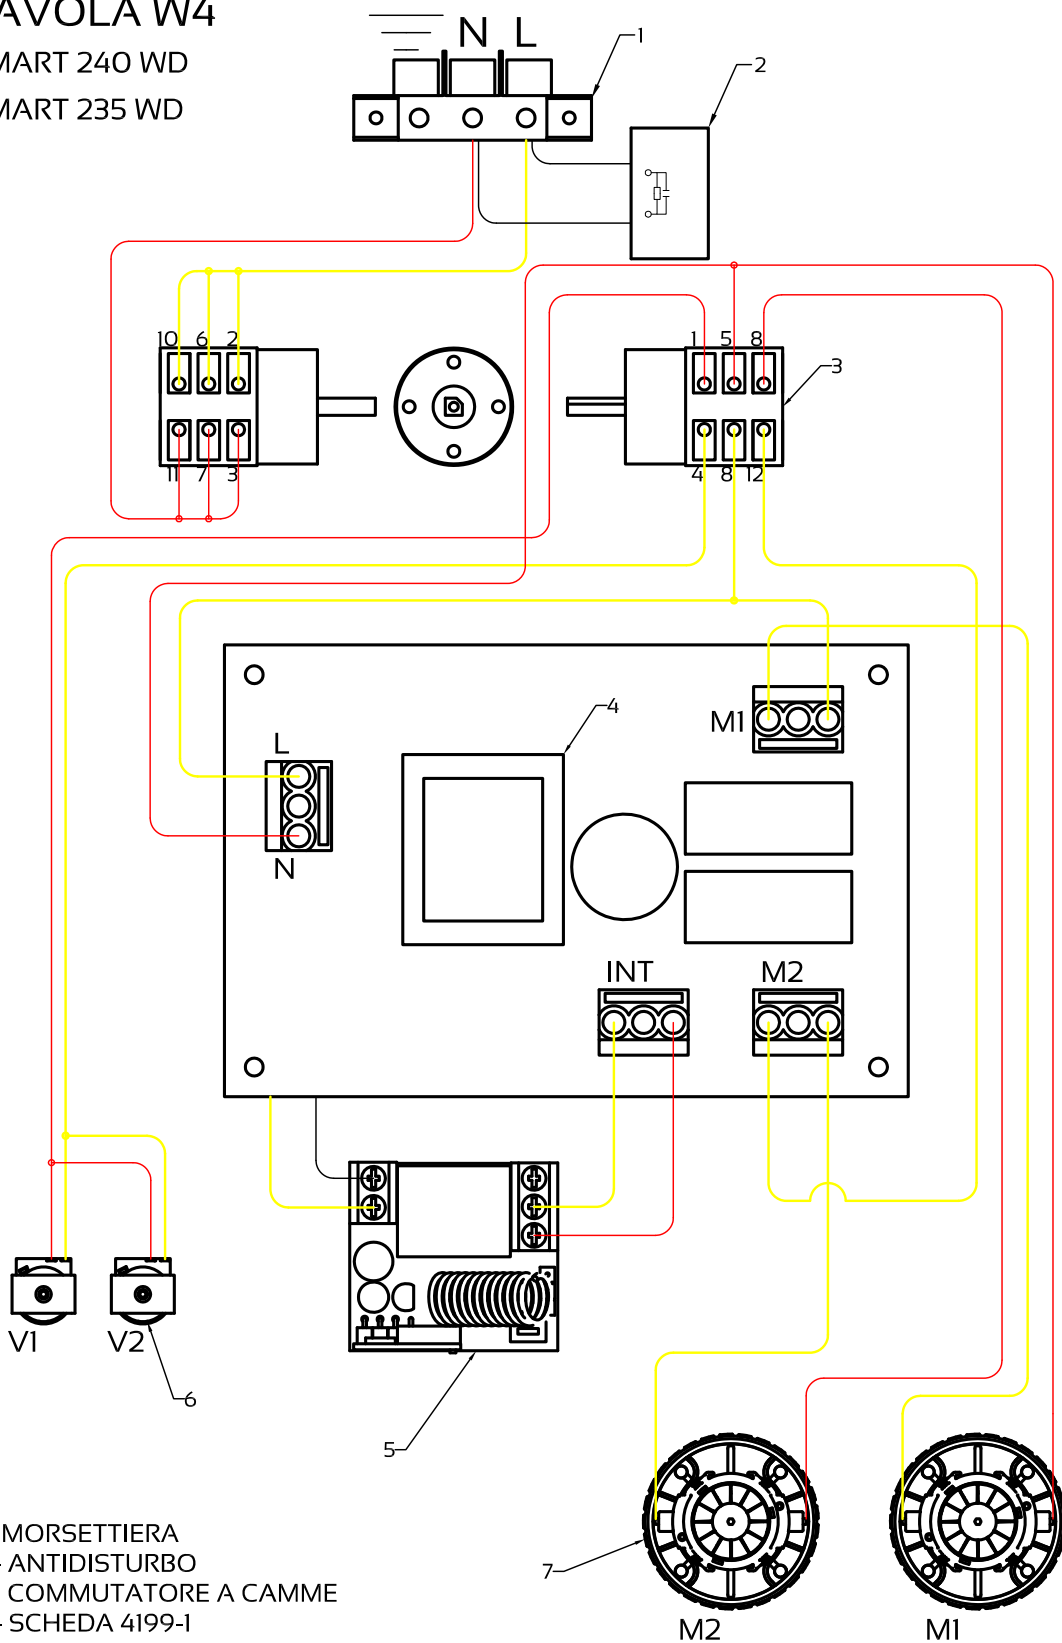 AVOLA W4
MART 240 WD
MART 235 WD
N L
1
2
10 6 2
1 5 8
3
11 7 3
4 8 12
4
M1
L
N
INT
M2
V1
V2
6
5
7
M2
M1
MORSETTIERA
- ANTIDISTURBO
COMMUTATORE A CAMME
- SCHEDA 4199-1